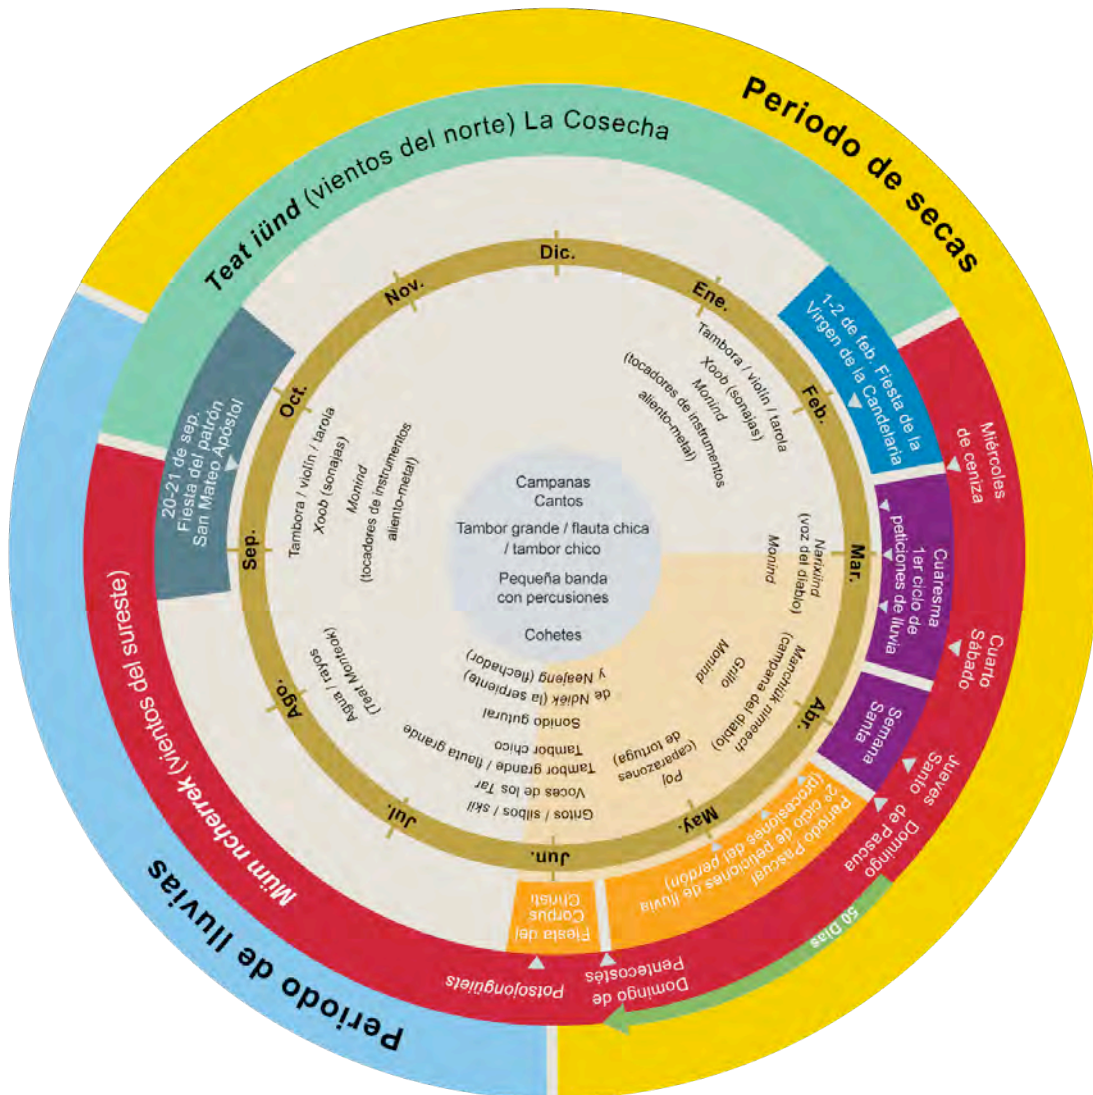 Periodo de secas
Teat iünd (vientos del norte) La Cosecha
Dic.
Ene.
Feb.
Mar.
Abr.
May.
Jun.
Jul.
Ago.
Sep.
Oct.
Nov.
1-2 de feb. Fiesta de la
Virgen de la Candelaria
Miércoles
de ceniza
Cuaresma
1er ciclo de
peticiones de lluvia
Cuarto
Sábado
Semana
Santa
Jueves
Santo
Domingo
de Pascua
50 Días
Periodo Pascual
2º ciclo de peticiones de lluvia
(procesiones del perdón)
Domingo de
Pentecostés
Fiesta del
Corpus
Christi
Potsojongüiets
Periodo de lluvias
Müm ncherrek (vientos del sureste)
20-21 de sep.
Fiesta del patrón
San Mateo Apóstol
Tambora / violín / tarola
Xoob (sonajas)
Monind
(tocadores de instrumentos
aliento-metal)
Narixiind
(voz del diablo)
Monind
Manchiük nimeech
(campana del diablo)
Grillo
Monind
Pöj
(caparazones
de tortuga)
Gritos / silbos / skil
Voces de los Tar
Tambor grande / flauta grande
Tambor chico
Sonido gutural
de Ndiëk (la serpiente)
y Neajeng (flechador)
Agua / rayos
(Teat Monteok)
Tambora / violín / tarola
Xoob (sonajas)
Monind
(tocadores de instrumentos
aliento-metal)
Campanas
Cantos
Tambor grande / flauta chica
/ tambor chico
Pequeña banda
con percusiones
Cohetes